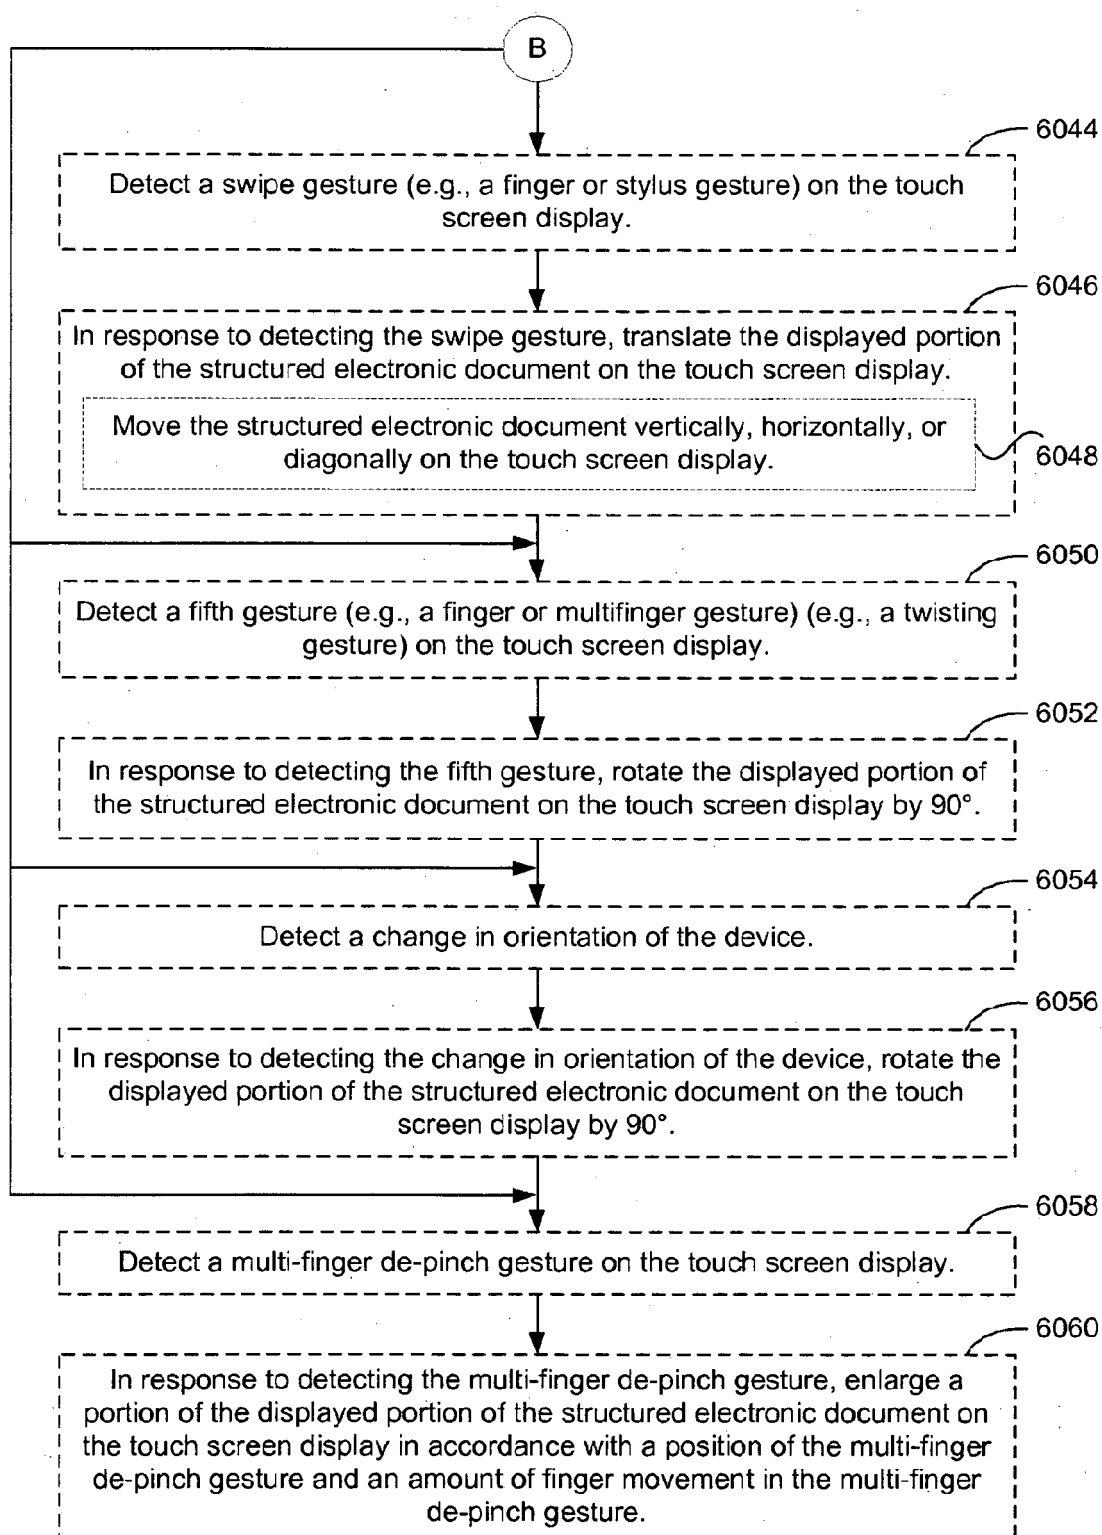 B
6044
Detect a swipe gesture (e.g., a finger or stylus gesture) on the touch
screen display.
6046
In response to detecting the swipe gesture, translate the displayed portion
of the structured electronic document on the touch screen display.
Move the structured electronic document vertically, horizontally, or
diagonally on the touch screen display.
6048
6050
Detect a fifth gesture (e.g., a finger or multifinger gesture) (e.g., a twisting
gesture) on the touch screen display.
6052
In response to detecting the fifth gesture, rotate the displayed portion of
the structured electronic document on the touch screen display by 90°.
6054
Detect a change in orientation of the device.
6056
In response to detecting the change in orientation of the device, rotate the
displayed portion of the structured electronic document on the touch
screen display by 90°.
6058
Detect a multi-finger de-pinch gesture on the touch screen display.
6060
In response to detecting the multi-finger de-pinch gesture, enlarge a
portion of the displayed portion of the structured electronic document on
the touch screen display in accordance with a position of the multi-finger
de-pinch gesture and an amount of finger movement in the multi-finger
de-pinch gesture.